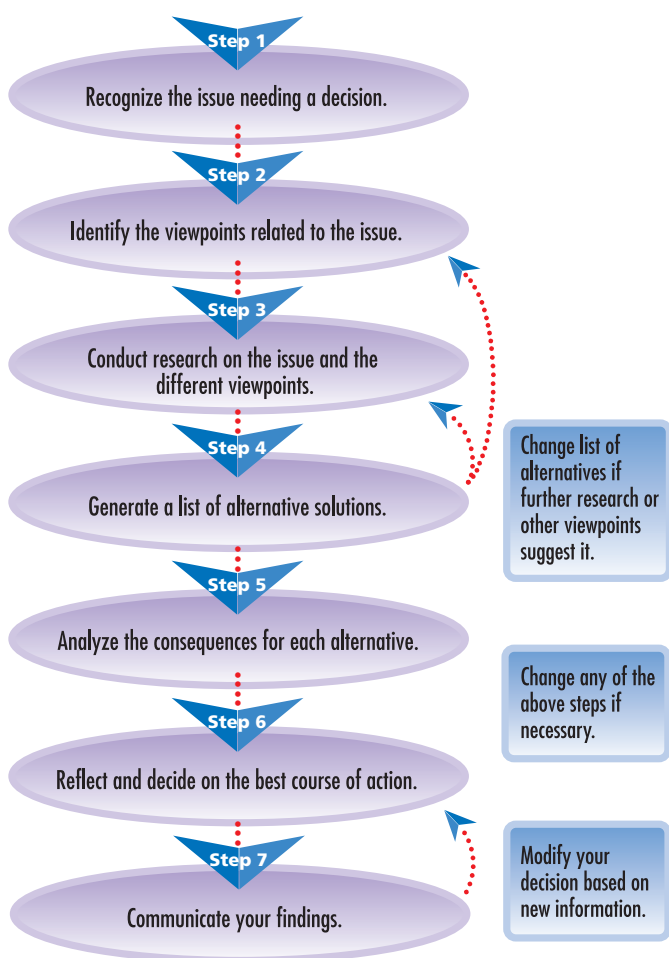 Step 1
Recognize the issue needing a decision.
Step 2
Identify the viewpoints related to the issue.
Step 3
Conduct research on the issue and the
different viewpoints.
Step 4
Generate a list of alternative solutions.
Change list of
alternatives if
further research or
other viewpoints
suggest it.
Step 5
Analyze the consequences for each alternative.
Change any of the
above steps if
necessary.
Step 6
Reflect and decide on the best course of action.
Step 7
Communicate your findings.
Modify your
decision based on
new information.